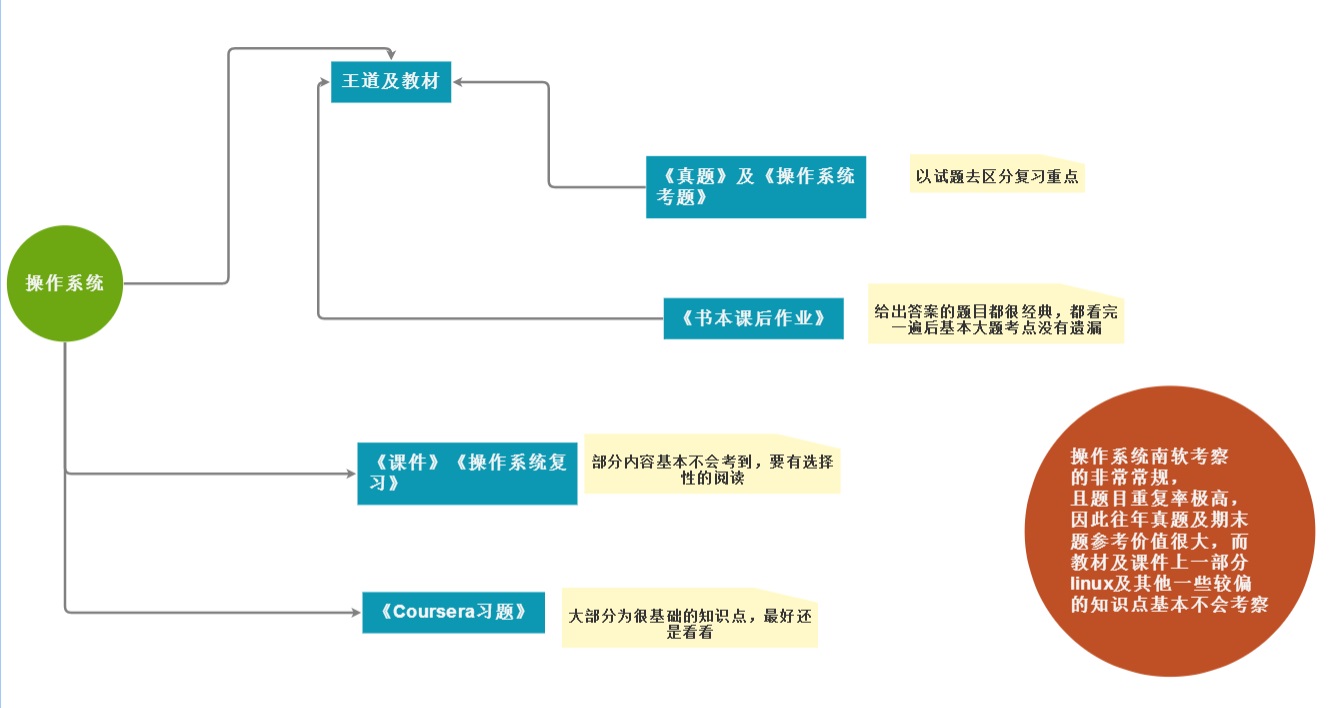 王道及教材
《真题》及《操作系统
考题》
以试题去区分复习重点
操作系统
《书本课后作业》
给出答案的题目都很经典，都看完
一遍后基本大题考点没有遗漏
《课件》《操作系统复
习》
部分内容基本不会考到，要有选择
性的阅读
操作系统南软考察
的非常常规，
且题目重复率极高，
因此往年真题及期末
题参考价值很大，而
教材及课件上一部分
linux及其他一些较偏
的知识点基本不会考察
《Coursera习题》
大部分为很基础的知识点，最好还
是看看